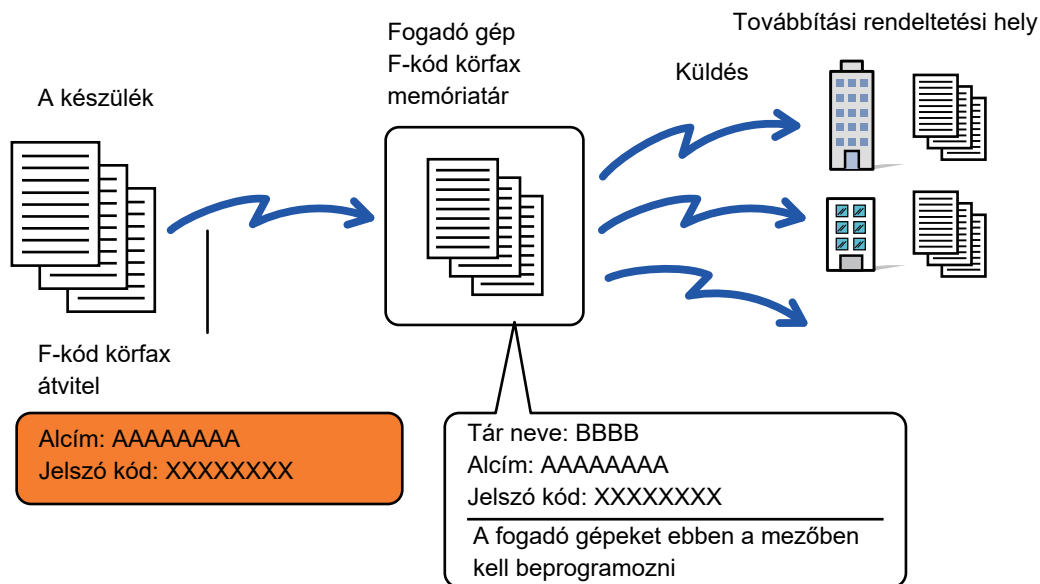 A készülék
Fogadó gép
F-kód körfax
memóriatár
Küldés
Továbbítási rendeltetési hely
F-kód körfax
átvitel
Alcím: AAAAAAAA
Jelszó kód: XXXXXXXX
Tár neve: BBBB
Alcím: AAAAAAAA
Jelszó kód: XXXXXXXX
A fogadó gépeket ebben a mezőben
kell beprogramozni